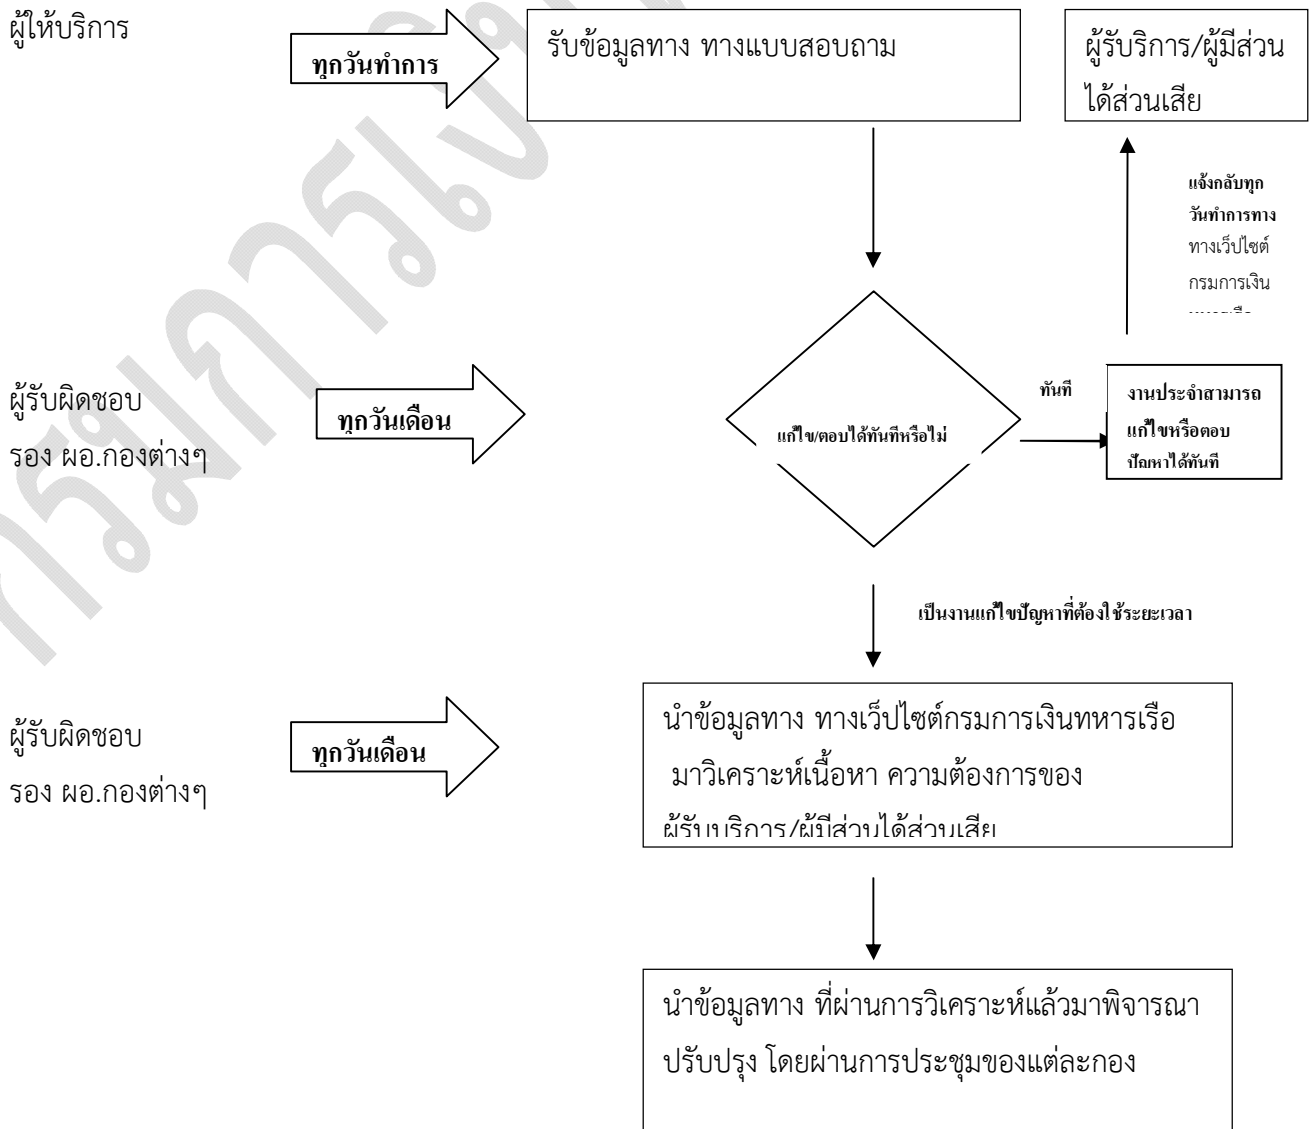 ผู้ให้บริการ
ทุกวันทำการ
รับข้อมูลทาง ทางแบบสอบถาม
ผู้รับบริการ/ผู้มีส่วน
ได้ส่วนเสีย
แจ้งกลับทุก
วันทำการทาง
ทางเว็ปไซต์
กรมการเงิน
ผู้รับผิดชอบ
รอง ผอ.กองต่างๆ
ทุกวันเดือน
แก้ไข/ตอบได้ทันทีหรือไม่
ทันที
งานประจำสามารถ
แก้ไขหรือตอบ
ปัญหาได้ทันที
เป็นงานแก้ไขปัญหาที่ต้องใช้ระยะเวลา
ผู้รับผิดชอบ
รอง ผอ.กองต่างๆ
ทุกวันเดือน
นำข้อมูลทาง ทางเว็ปไซต์กรมการเงินทหารเรือ
มาวิเคราะห์เนื้อหา ความต้องการของ
ผู้รับบริการ/ผู้มีส่วนได้ส่วนเสีย
นำข้อมูลทาง ที่ผ่านการวิเคราะห์แล้วมาพิจารณา
ปรับปรุง โดยผ่านการประชุมของแต่ละกอง
กรมการเงิ